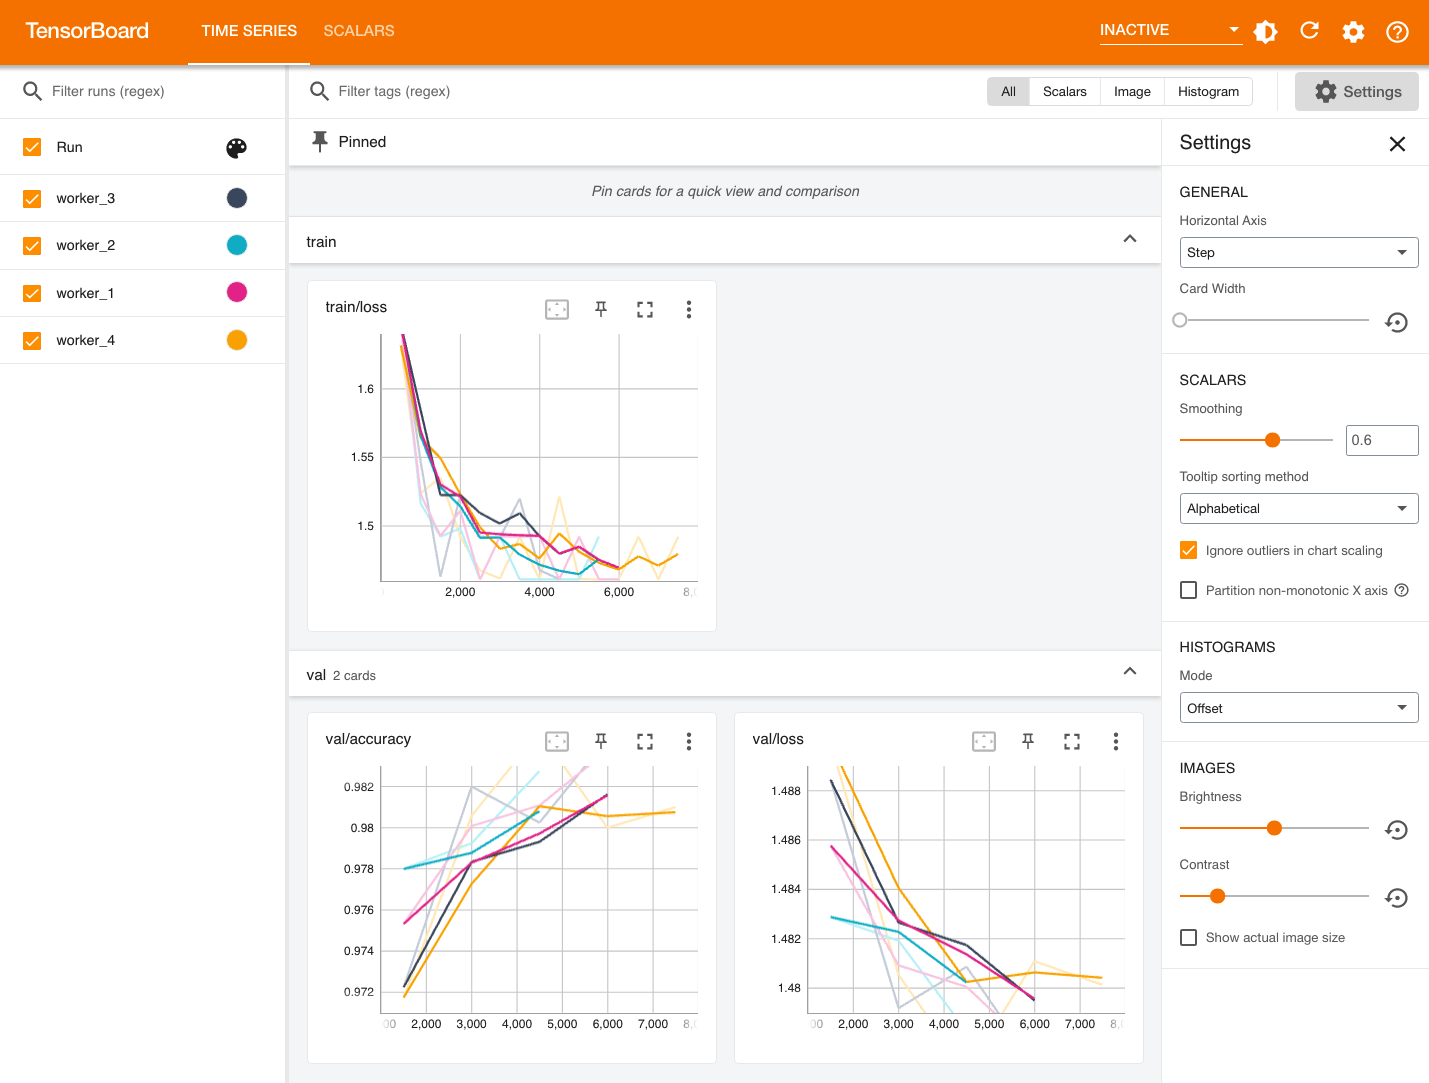 TensorBoard TIME SERIES SCALARS INACTIVE
Filter runs (regex)
Run
worker_3
worker_2
worker_1
worker_4
Filter tags (regex) All Scalars Image Histogram Settings
Pinned
Pin cards for a quick view and comparison
train
train/loss
1.6
1.55
1.5
2,000 4,000 6,000 8,0
val 2 cards
val/accuracy
0.982
0.98
0.978
0.976
0.974
0.972
00 2,000 3,000 4,000 5,000 6,000 7,000 8,0
val/loss
1.488
1.486
1.484
1.482
1.48
00 2,000 3,000 4,000 5,000 6,000 7,000 8,0
Settings
GENERAL
Horizontal Axis
Step
Card Width
SCALARS
Smoothing
0.6
Tooltip sorting method
Alphabetical
Ignore outliers in chart scaling
Partition non-monotonic X axis
HISTOGRAMS
Mode
Offset
IMAGES
Brightness
Contrast
Show actual image size